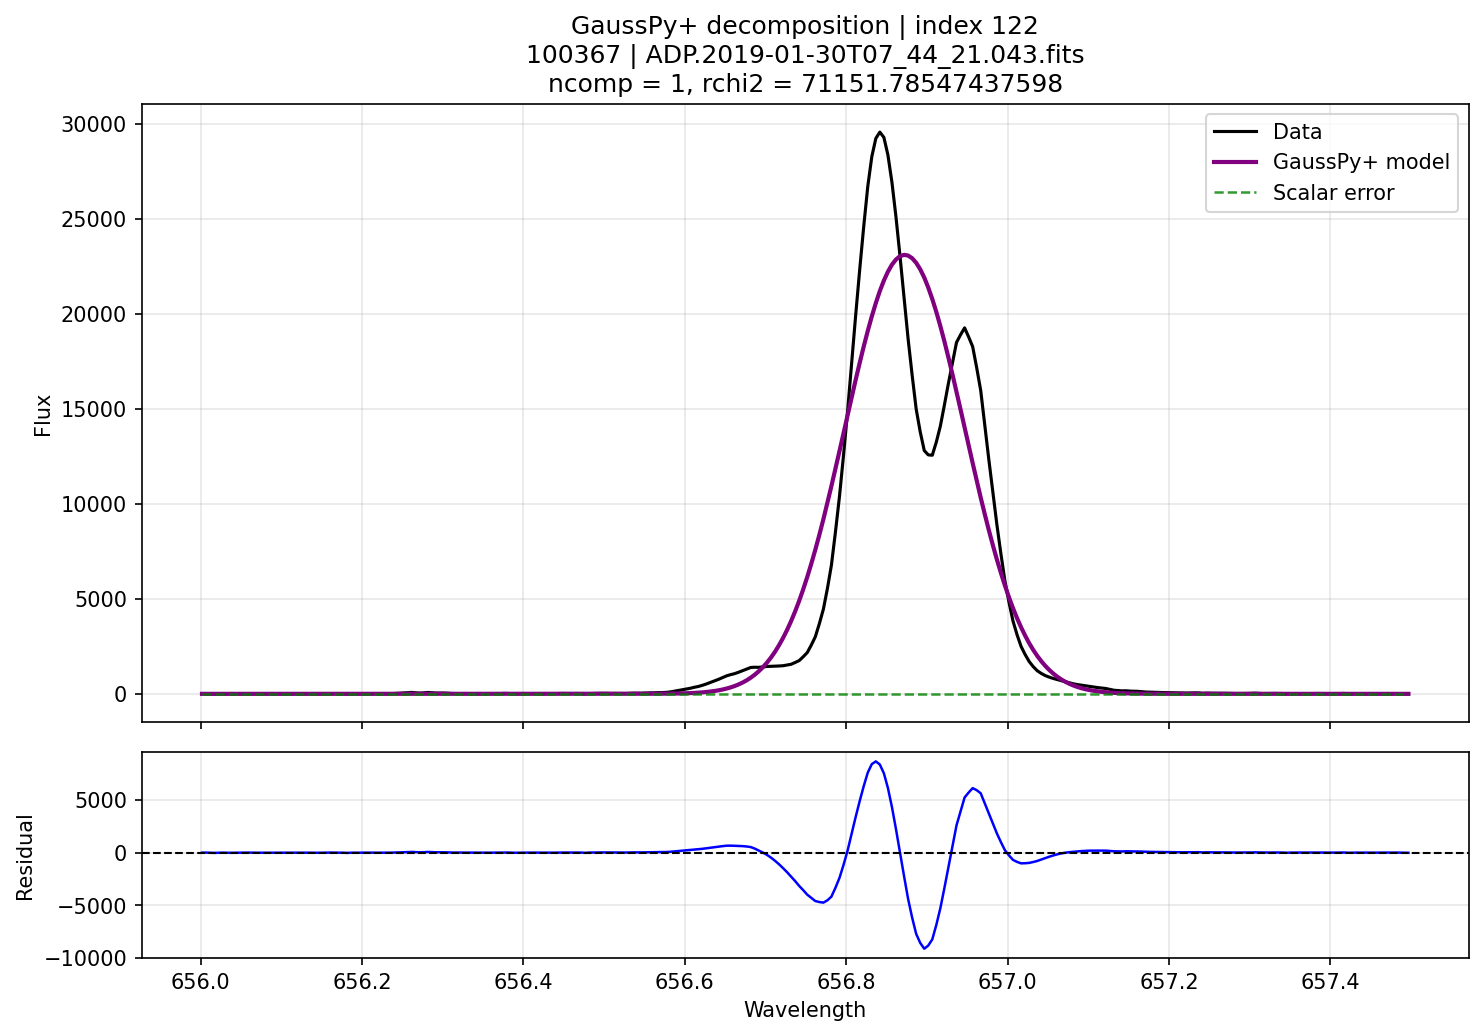 GaussPy+ decomposition | index 122
100367 | ADP.2019-01-30T07_44_21.043.fits
ncomp = 1, rchi2 = 71151.78547437598
30000
25000
20000
15000
10000
5000
0
Flux
Data
GaussPy+ model
Scalar error
5000
0
−5000
−10000
Residual
656.0
656.2
656.4
656.6
656.8
657.0
657.2
657.4
Wavelength